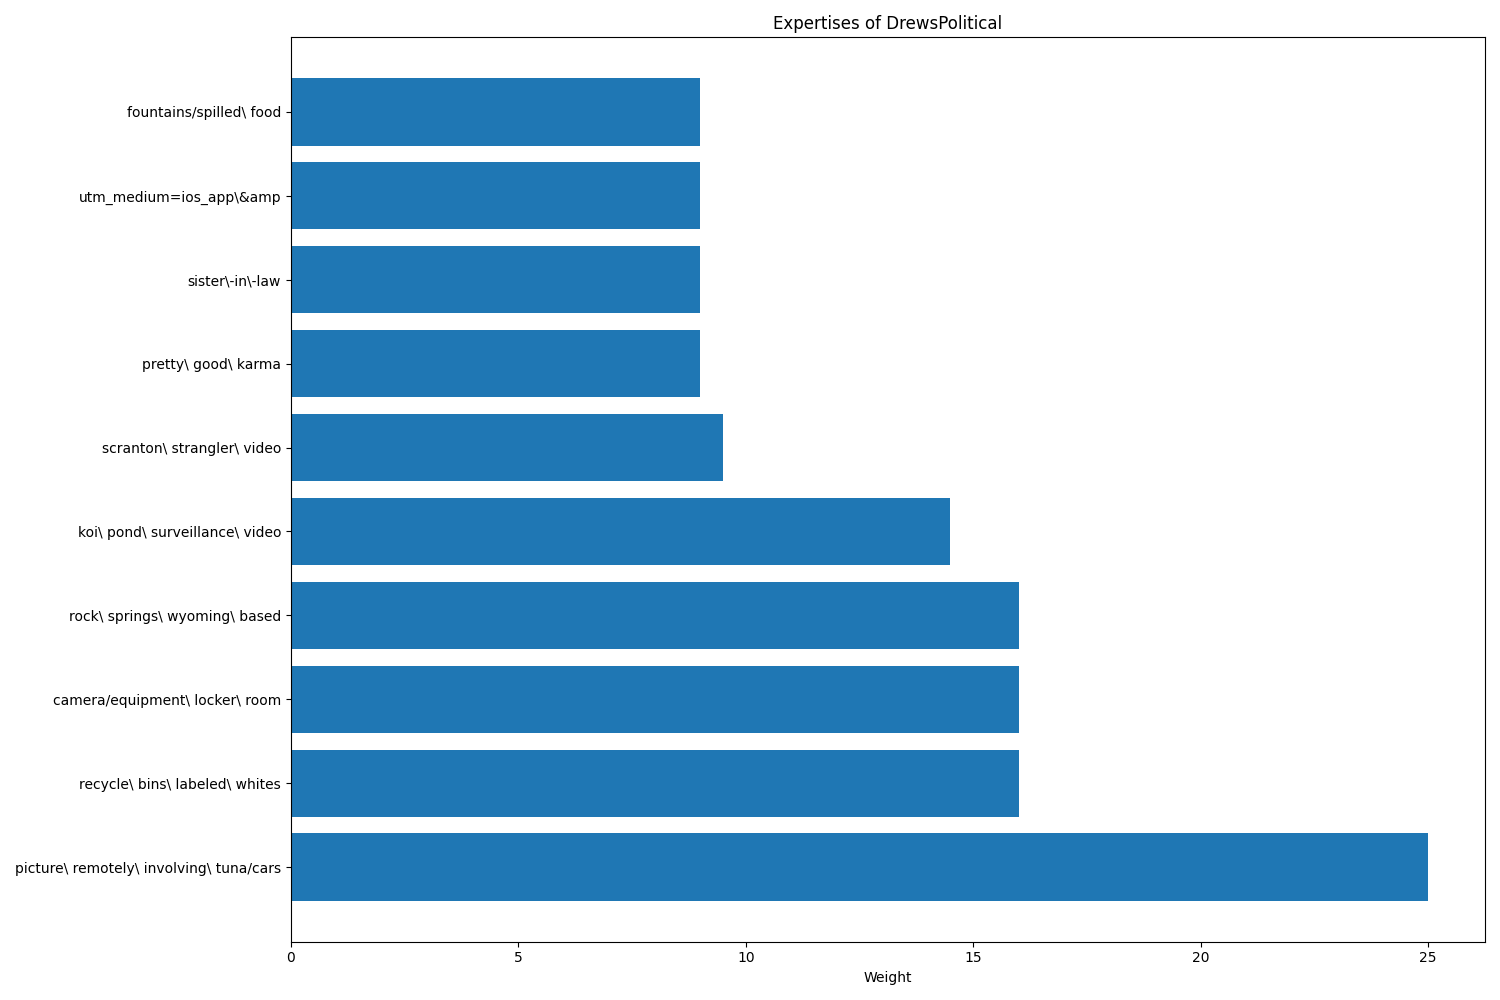 Expertises of DrewsPolitical
fountains/spilled\ food
utm_medium=ios_app\&amp
sister\-in\-law
pretty\ good\ karma
scranton\ strangler\ video
koi\ pond\ surveillance\ video
rock\ springs\ wyoming\ based
camera/equipment\ locker\ room
recycle\ bins\ labeled\ whites
picture\ remotely\ involving\ tuna/cars
0 5 10 15 20 25
Weight